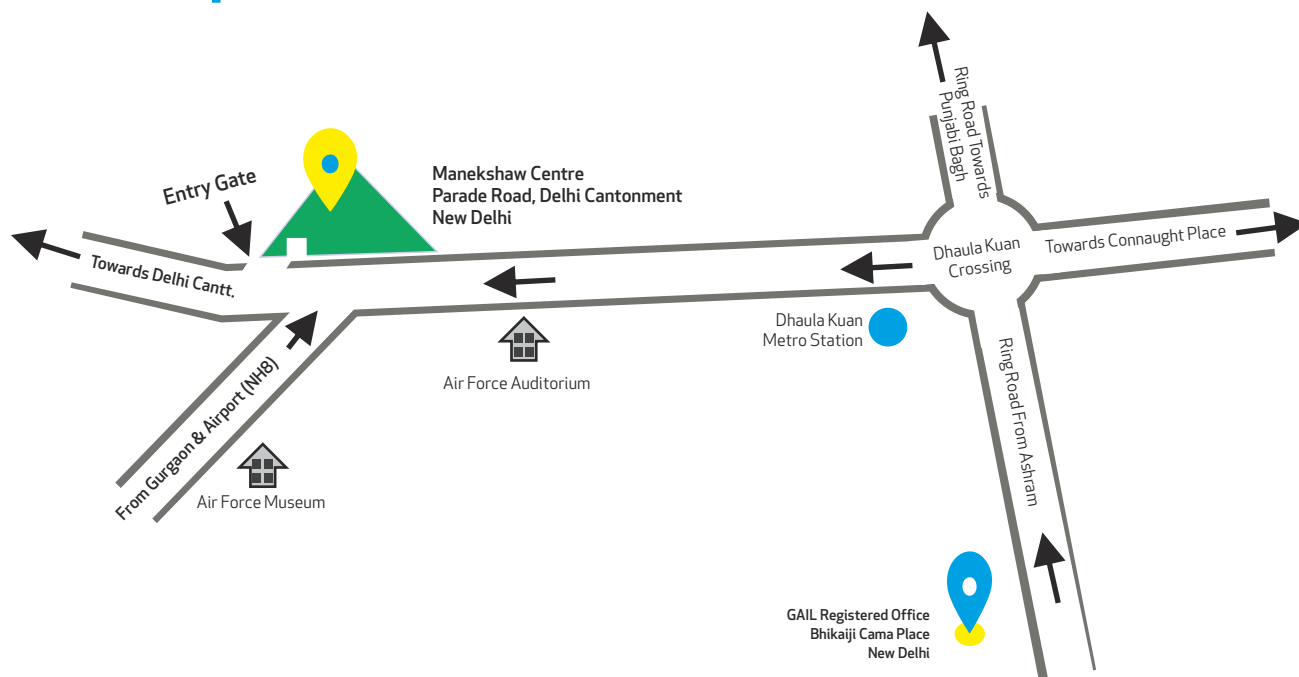 Ring Road Towards
Punjabi Bagh
Entry Gate
Manekshaw Centre
Parade Road, Delhi Cantonment
New Delhi
Towards Delhi Cantt.
Dhaula Kuan
Crossing
Towards Connaught Place
Dhaula Kuan
Metro Station
Air Force Auditorium
Ring Road From Ashram
From Gurgaon & Airport (NH8)
Air Force Museum
GAIL Registered Office
Bhikaiji Cama Place
New Delhi